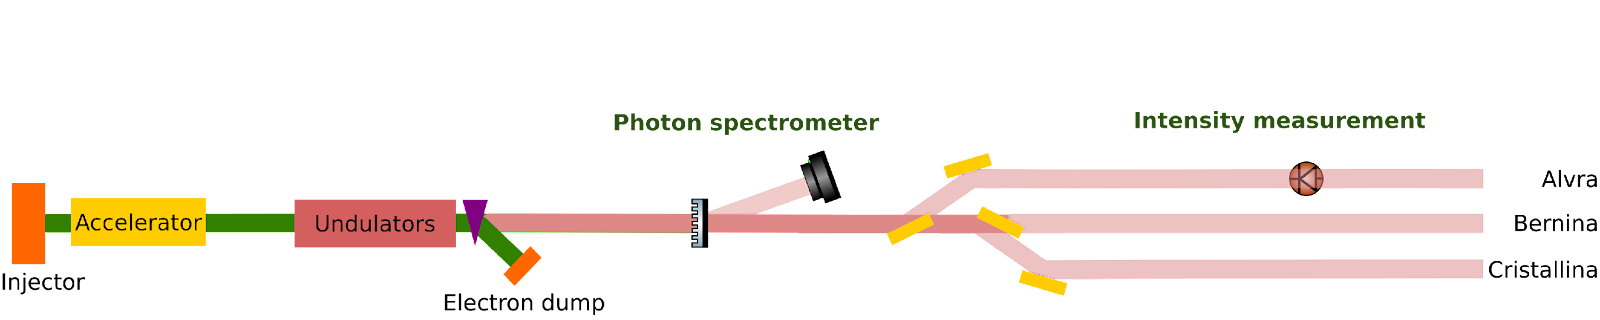 Photon spectrometer
Intensity measurement
Alvra
Accelerator
Undulators
Bernina
Injector
Cristallina
Electron dump